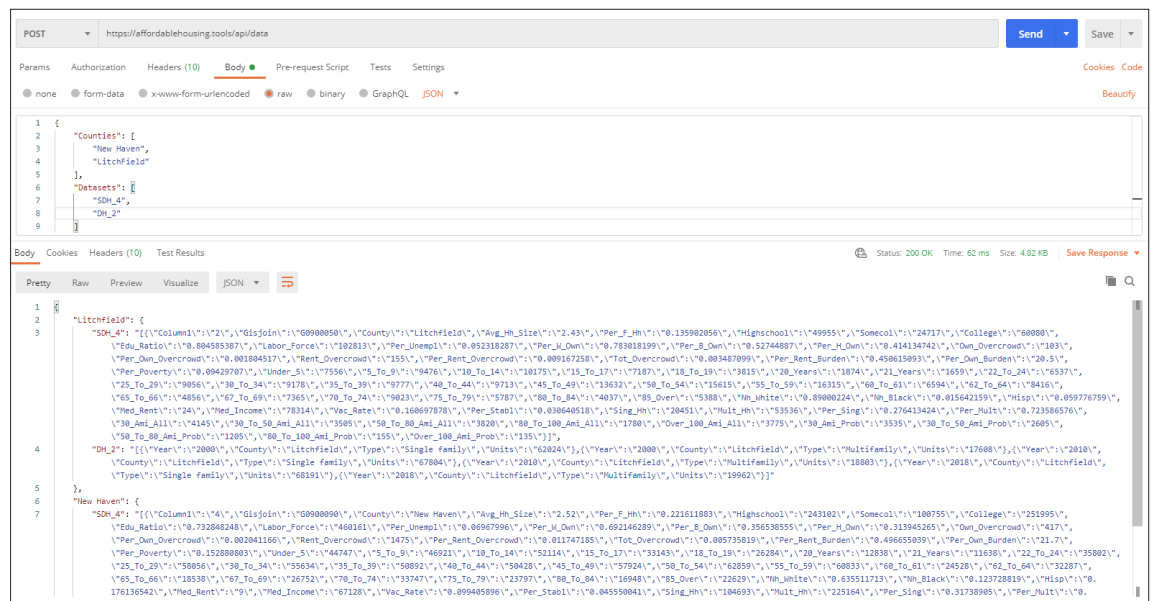 POST https://affordablehousing.tools/api/data Send Save
Params Authorization Headers (10) Body Pre-request Script Tests Settings Cookies Code
none form-data x-www-form-urlencoded raw binary GraphQL JSON Beautify
1 {
2 "Counties": [
3 "New Haven",
4 "LitchField"
5 ],
6 "Datasets": [
7 "SDH_4",
8 "DH_2"
9 ]
Body Cookies Headers (10) Test Results Status: 200 OK Time: 62 ms Size: 4.82 KB Save Response
Pretty Raw Preview Visualize JSON
1 {
2 "Litchfield": {
3 "SDH_4": "[{\"Column1\":\"2\",\"Gisjoin\":\"G0900050\",\"County\":\"Litchfield\",\"Avg_Hh_Size\":\"2.43\",\"Per_F_Hh\":\"0.135902056\",\"Highschool\":\"49955\",\"Somecol\":\"24717\",\"College\":\"60080\",
\"Edu_Ratio\":\"0.804585387\",\"Labor_Force\":\"102813\",\"Per_Unempl\":\"0.052318287\",\"Per_W_Own\":\"0.783018199\",\"Per_B_Own\":\"0.52744887\",\"Per_H_Own\":\"0.414134742\",\"Own_Overcrowd\":\"103\",
\"Per_Own_Overcrowd\":\"0.001804517\",\"Rent_Overcrowd\":\"155\",\"Per_Rent_Overcrowd\":\"0.009167258\",\"Tot_Overcrowd\":\"0.003487099\",\"Per_Rent_Burden\":\"0.450615093\",\"Per_Own_Burden\":\"20.5\",
\"Per_Poverty\":\"0.09429707\",\"Under_5\":\"7556\",\"5_To_9\":\"9476\",\"10_To_14\":\"10175\",\"15_To_17\":\"7187\",\"18_To_19\":\"3815\",\"20_Years\":\"1874\",\"21_Years\":\"1659\",\"22_To_24\":\"6537\",
\"25_To_29\":\"9056\",\"30_To_34\":\"9178\",\"35_To_39\":\"9777\",\"40_To_44\":\"9713\",\"45_To_49\":\"13632\",\"50_To_54\":\"15615\",\"55_To_59\":\"16315\",\"60_To_61\":\"6594\",\"62_To_64\":\"8416\",
\"65_To_66\":\"4856\",\"67_To_69\":\"7365\",\"70_To_74\":\"9023\",\"75_To_79\":\"5787\",\"80_To_84\":\"4037\",\"85_Over\":\"5388\",\"Nh_White\":\"0.89000224\",\"Nh_Black\":\"0.015642159\",\"Hisp\":\"0.059776759\",
\"Med_Rent\":\"24\",\"Med_Income\":\"78314\",\"Vac_Rate\":\"0.160697878\",\"Per_Stabl\":\"0.030640518\",\"Sing_Hh\":\"20451\",\"Mult_Hh\":\"53536\",\"Per_Sing\":\"0.276413424\",\"Per_Mult\":\"0.723586576\",
\"30_Ami_All\":\"4145\",\"30_To_50_Ami_All\":\"3505\",\"50_To_80_Ami_All\":\"3820\",\"80_To_100_Ami_All\":\"1780\",\"Over_100_Ami_All\":\"3775\",\"30_Ami_Prob\":\"3535\",\"30_To_50_Ami_Prob\":\"2605\",
\"50_To_80_Ami_Prob\":\"1205\",\"80_To_100_Ami_Prob\":\"155\",\"Over_100_Ami_Prob\":\"135\"}]",
4 "DH_2": "[{\"Year\":\"2000\",\"County\":\"Litchfield\",\"Type\":\"Single family\",\"Units\":\"62024\"},{\"Year\":\"2000\",\"County\":\"Litchfield\",\"Type\":\"Multifamily\",\"Units\":\"17608\"},{\"Year\":\"2010\",
\"County\":\"Litchfield\",\"Type\":\"Single family\",\"Units\":\"67804\"},{\"Year\":\"2010\",\"County\":\"Litchfield\",\"Type\":\"Multifamily\",\"Units\":\"18803\"},{\"Year\":\"2018\",\"County\":\"Litchfield\",
\"Type\":\"Single family\",\"Units\":\"68191\"},{\"Year\":\"2018\",\"County\":\"Litchfield\",\"Type\":\"Multifamily\",\"Units\":\"19962\"}]"
5 },
6 "New Haven": {
7 "SDH_4": "[{\"Column1\":\"4\",\"Gisjoin\":\"G0900090\",\"County\":\"New Haven\",\"Avg_Hh_Size\":\"2.52\",\"Per_F_Hh\":\"0.221611883\",\"Highschool\":\"243102\",\"Somecol\":\"100755\",\"College\":\"251995\",
\"Edu_Ratio\":\"0.732848248\",\"Labor_Force\":\"460161\",\"Per_Unempl\":\"0.06967996\",\"Per_W_Own\":\"0.692146289\",\"Per_B_Own\":\"0.356538555\",\"Per_H_Own\":\"0.313945265\",\"Own_Overcrowd\":\"417\",
\"Per_Own_Overcrowd\":\"0.002041166\",\"Rent_Overcrowd\":\"1475\",\"Per_Rent_Overcrowd\":\"0.011747185\",\"Tot_Overcrowd\":\"0.005735819\",\"Per_Rent_Burden\":\"0.496655039\",\"Per_Own_Burden\":\"21.7\",
\"Per_Poverty\":\"0.152880803\",\"Under_5\":\"44747\",\"5_To_9\":\"46921\",\"10_To_14\":\"52114\",\"15_To_17\":\"33143\",\"18_To_19\":\"26284\",\"20_Years\":\"12838\",\"21_Years\":\"11638\",\"22_To_24\":\"35802\",
\"25_To_29\":\"58056\",\"30_To_34\":\"55634\",\"35_To_39\":\"50892\",\"40_To_44\":\"50428\",\"45_To_49\":\"57924\",\"50_To_54\":\"62859\",\"55_To_59\":\"60833\",\"60_To_61\":\"24528\",\"62_To_64\":\"32287\",
\"65_To_66\":\"18538\",\"67_To_69\":\"26752\",\"70_To_74\":\"33747\",\"75_To_79\":\"23797\",\"80_To_84\":\"16948\",\"85_Over\":\"22629\",\"Nh_White\":\"0.635511713\",\"Nh_Black\":\"0.123728819\",\"Hisp\":\"0.
176136542\",\"Med_Rent\":\"9\",\"Med_Income\":\"67128\",\"Vac_Rate\":\"0.099405896\",\"Per_Stabl\":\"0.045550041\",\"Sing_Hh\":\"104693\",\"Mult_Hh\":\"225164\",\"Per_Sing\":\"0.31738905\",\"Per_Mult\":\"0.